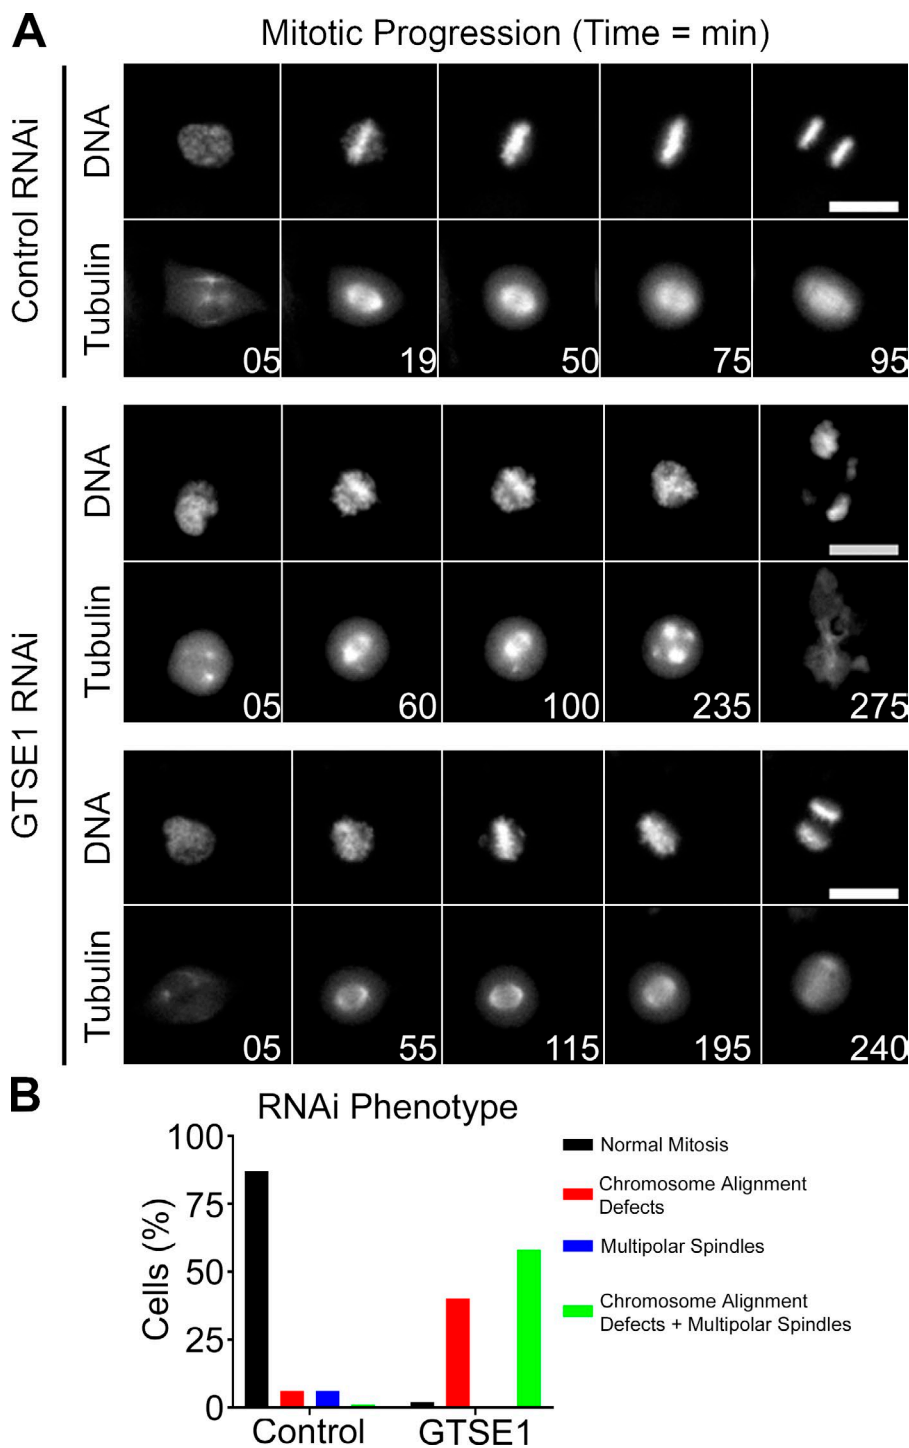 A
Mitotic Progression (Time = min)
Control RNAi
DNA
Tubulin
05
19
50
75
95
GTSE1 RNAi
DNA
Tubulin
05
60
100
235
275
DNA
Tubulin
05
55
115
195
240
B
RNAi Phenotype
Cells (%)
100
75
50
25
0
Control
GTSE1
Normal Mitosis
Chromosome Alignment
Defects
Multipolar Spindles
Chromosome Alignment
Defects + Multipolar Spindles